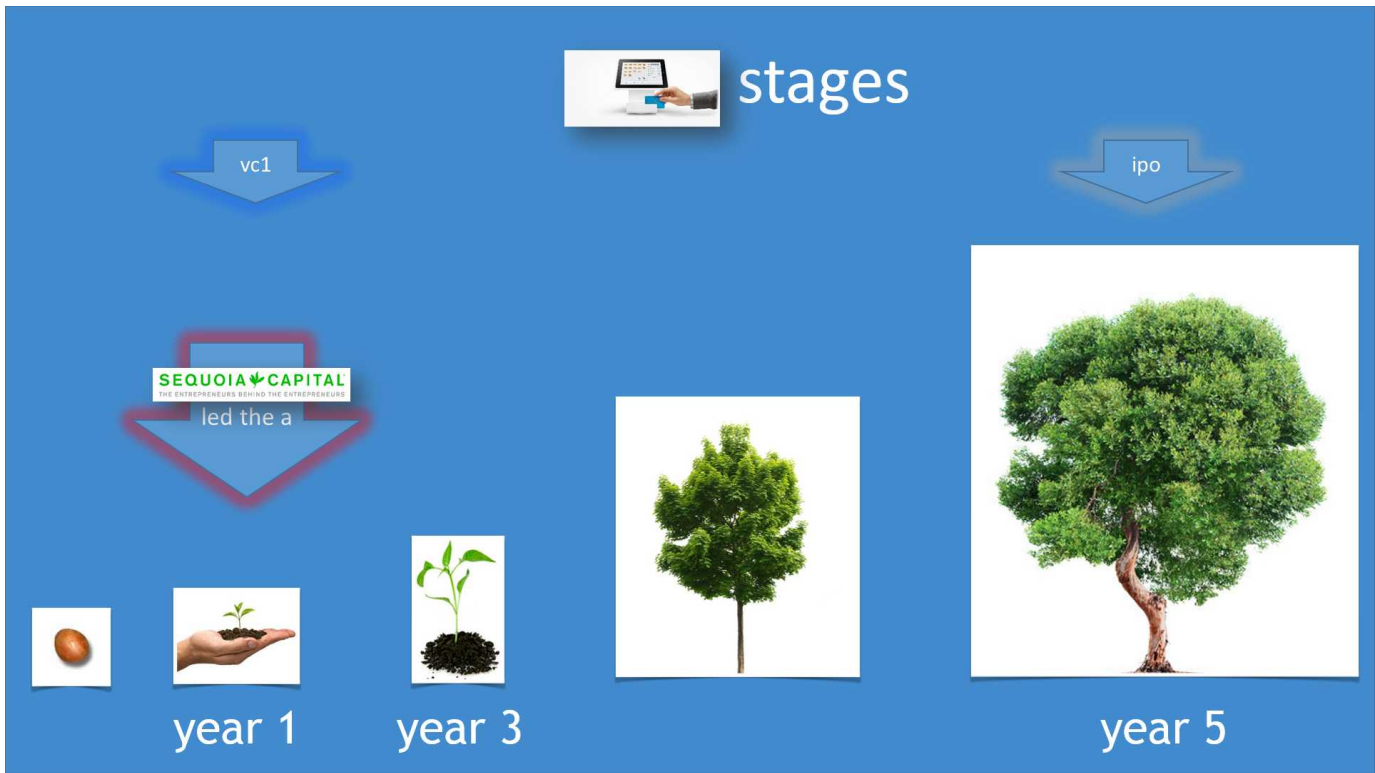 stages
vc1
ipo
SEQUOIA CAPITAL
THE ENTREPRENEURS BEHIND THE ENTREPRENEURS
led the a
year 1
year 3
year 5